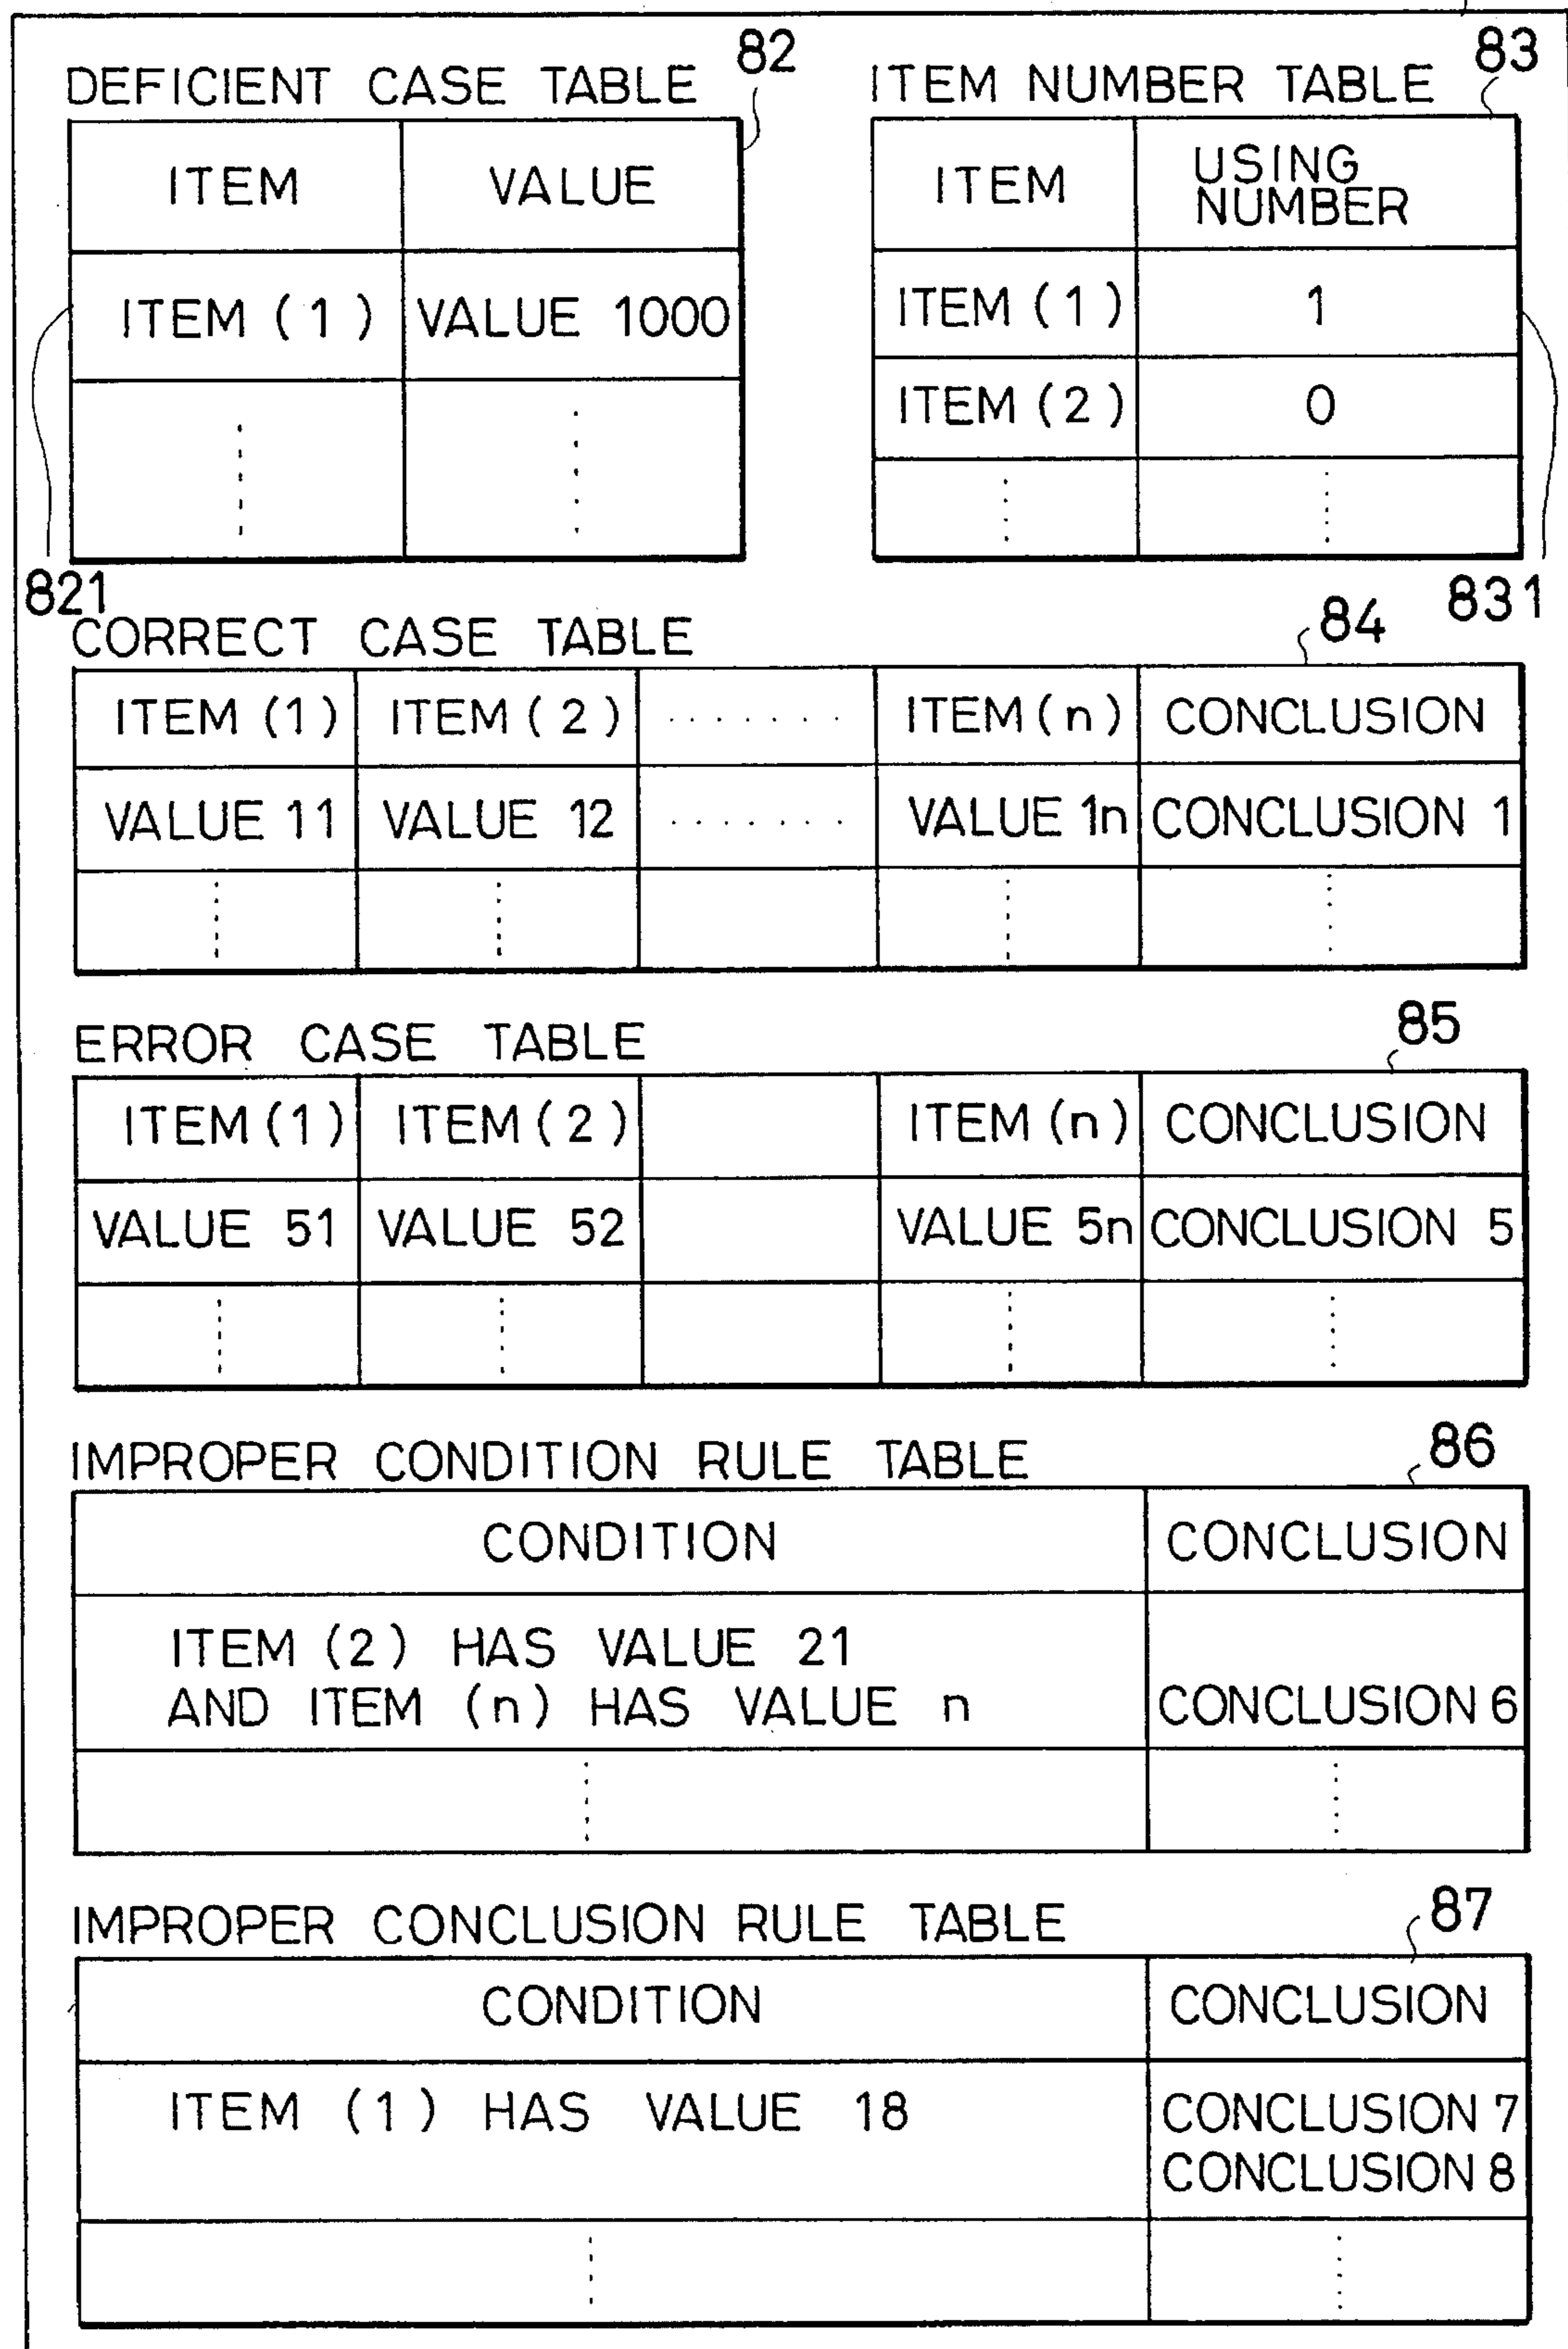 DEFICIENT CASE TABLE 82
ITEM VALUE
ITEM (1) VALUE 1000
821
ITEM NUMBER TABLE 83
ITEM USING NUMBER
ITEM (1) 1
ITEM (2) 0
831
CORRECT CASE TABLE 84
ITEM (1) ITEM (2) ....... ITEM (n) CONCLUSION
VALUE 11 VALUE 12 ....... VALUE 1n CONCLUSION 1
ERROR CASE TABLE 85
ITEM (1) ITEM (2) ITEM (n) CONCLUSION
VALUE 51 VALUE 52 VALUE 5n CONCLUSION 5
IMPROPER CONDITION RULE TABLE 86
CONDITION CONCLUSION
ITEM (2) HAS VALUE 21
AND ITEM (n) HAS VALUE n CONCLUSION 6
IMPROPER CONCLUSION RULE TABLE 87
CONDITION CONCLUSION
ITEM (1) HAS VALUE 18 CONCLUSION 7
CONCLUSION 8